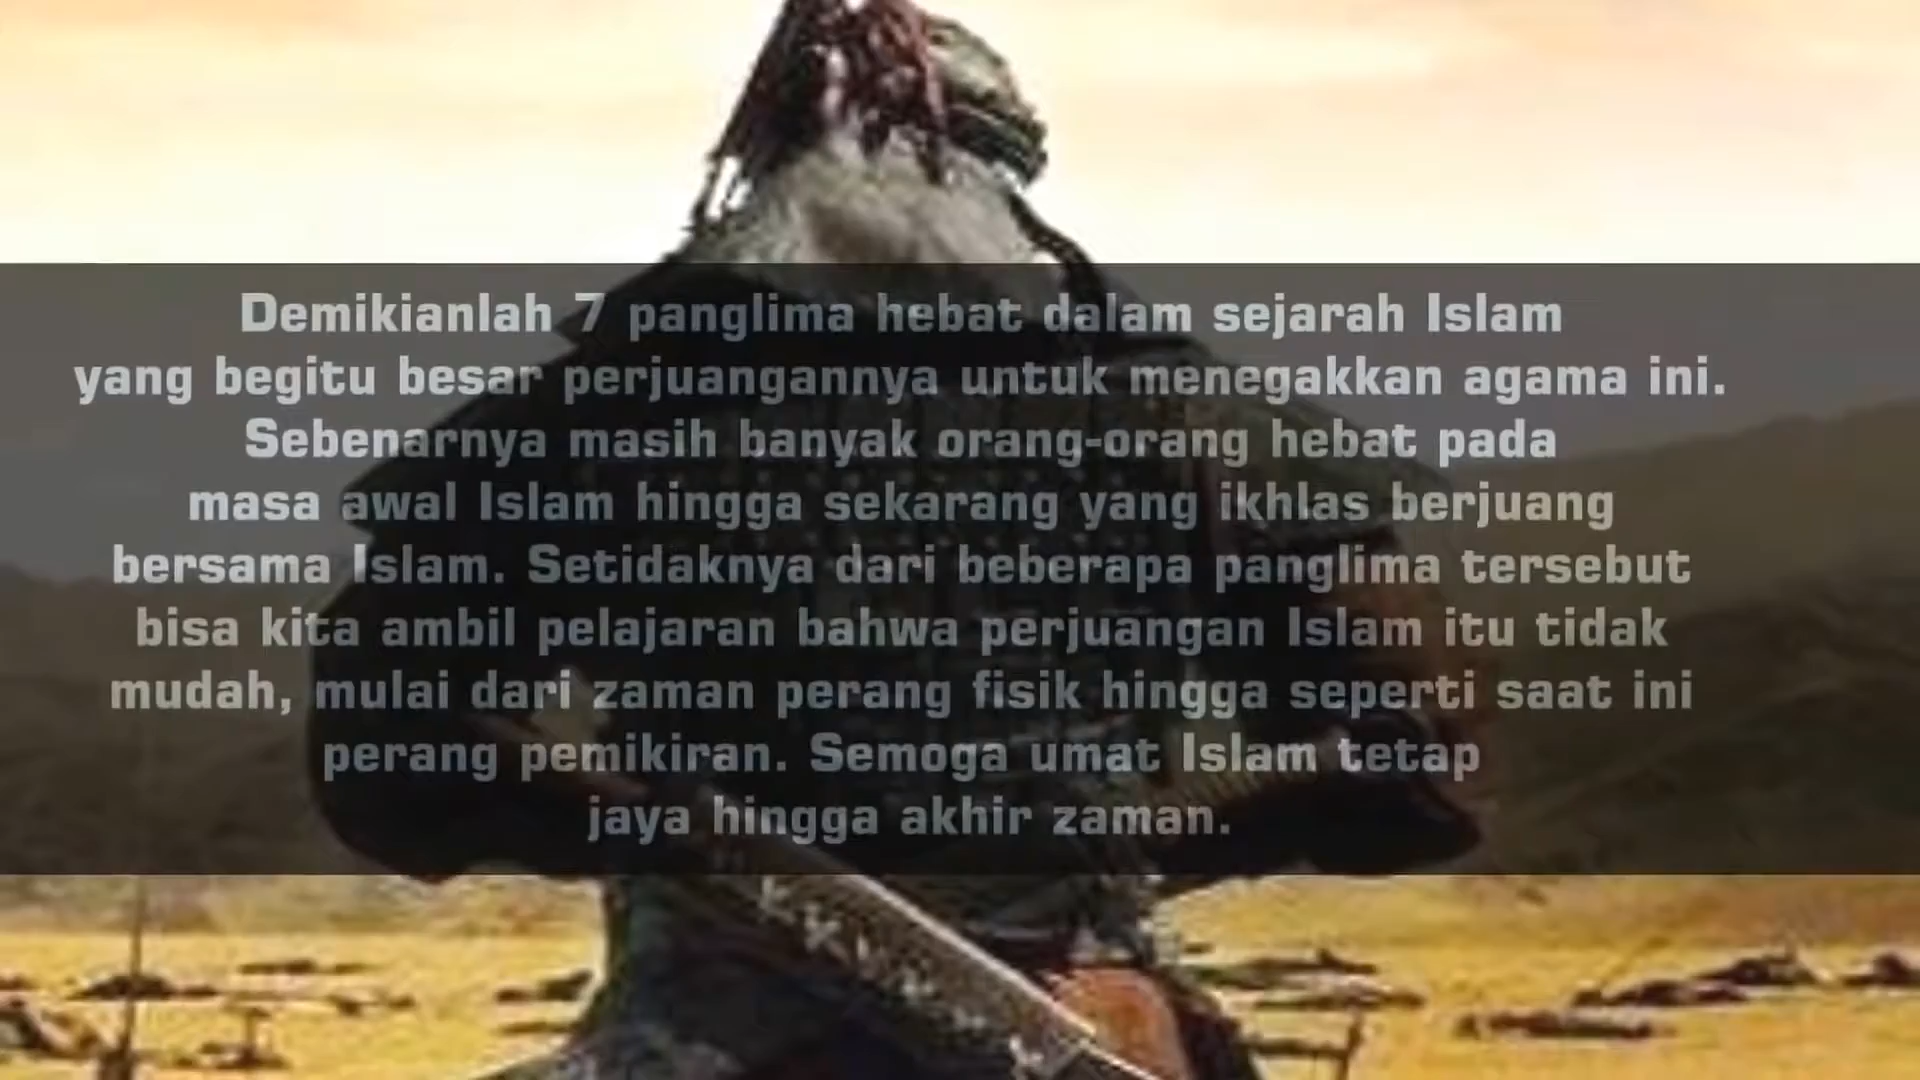 Demikianlah 7 panglima hebat dalam sejarah Islam
yang begitu besar perjuangannya untuk menegakkan agama ini.
Sebenarnya masih banyak orang-orang hebat pada
masa awal Islam hingga sekarang yang ikhlas berjuang
bersama Islam. Setidaknya dari beberapa panglima tersebut
bisa kita ambil pelajaran bahwa perjuangan Islam itu tidak
mudah, mulai dari zaman perang fisik hingga seperti saat ini
perang pemikiran. Semoga umat Islam tetap
jaya hingga akhir zaman.